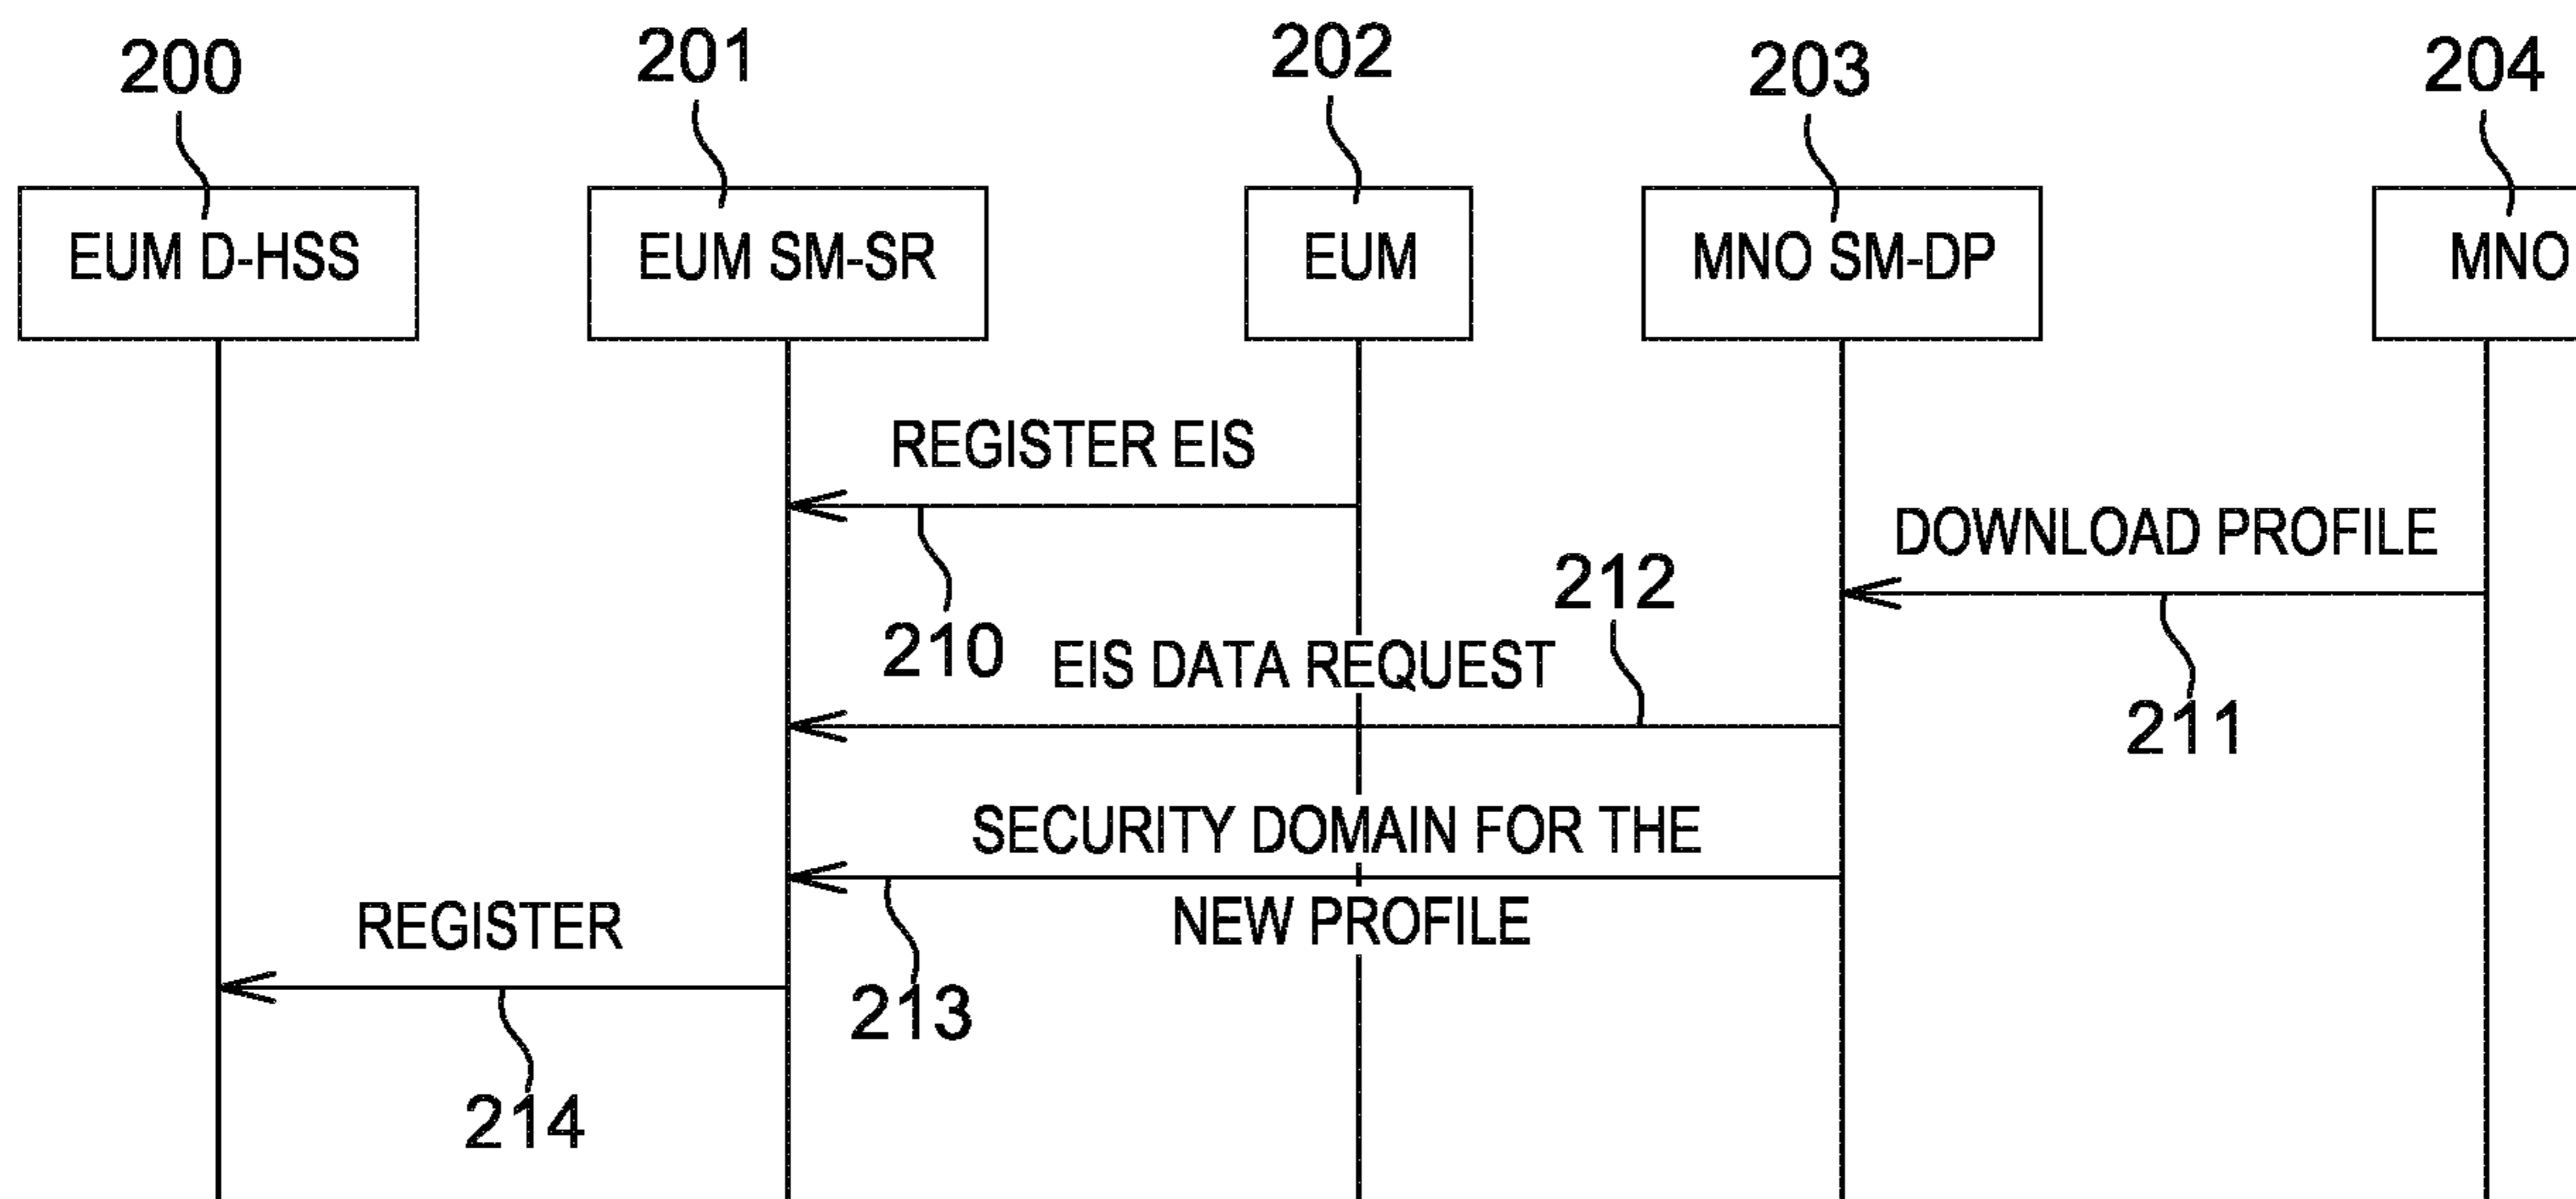 200
201
202
203
204
EUM D-HSS
EUM SM-SR
EUM
MNO SM-DP
MNO
REGISTER EIS
210
DOWNLOAD PROFILE
211
212
EIS DATA REQUEST
SECURITY DOMAIN FOR THE
NEW PROFILE
213
REGISTER
214